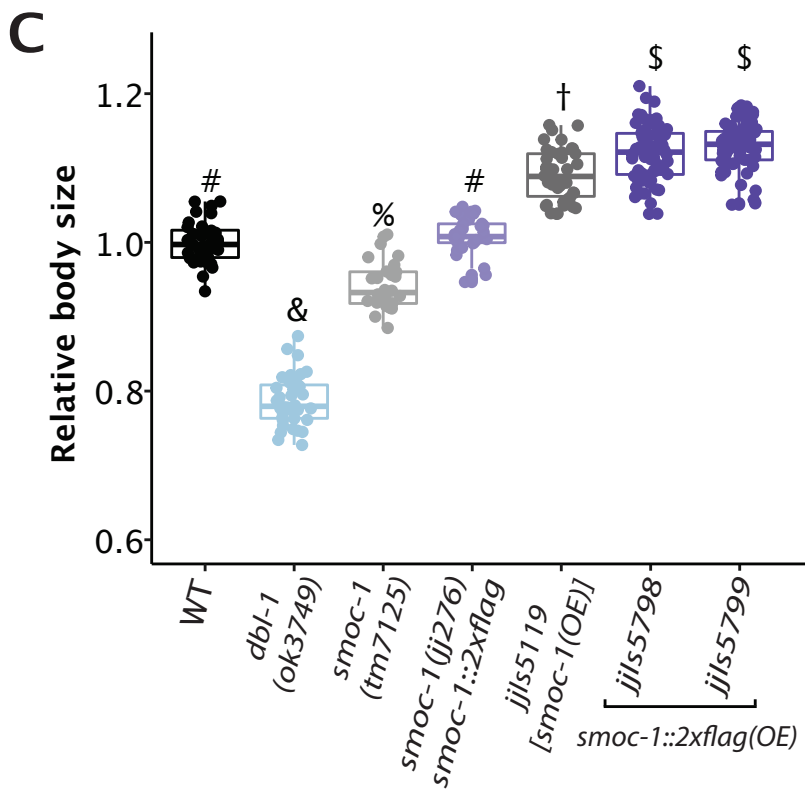 C
Relative body size
1.2
1.0
0.8
0.6
#
&
%
#
†
$
$
WT
dbl-1
(ok3749)
smoc-1
(tm7125)
smoc-1(jj276)
smoc-1::2xflag
jjIs5119
[smoc-1(OE)]
jjIs5798
jjIs5799
smoc-1::2xflag(OE)